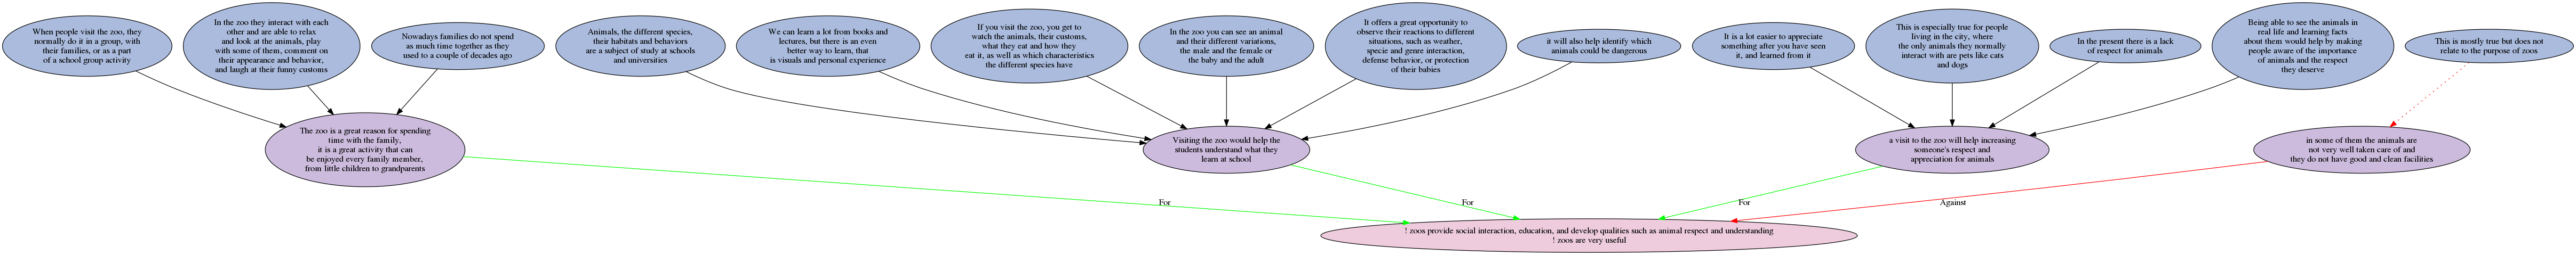 When people visit the zoo, they
normally do it in a group, with
their families, or as a part
of a school group activity
In the zoo they interact with each
other and are able to relax
and look at the animals, play
with some of them, comment on
their appearance and behavior,
and laugh at their funny customs
Nowadays families do not spend
as much time together as they
used to a couple of decades ago
Animals, the different species,
their habitats and behaviors
are a subject of study at schools
and universities
We can learn a lot from books and
lectures, but there is an even
better way to learn, that
is visuals and personal experience
If you visit the zoo, you get to
watch the animals, their customs,
what they eat and how they
eat it, as well as which characteristics
the different species have
In the zoo you can see an animal
and their different variations,
the male and the female or
the baby and the adult
It offers a great opportunity to
observe their reactions to different
situations, such as weather,
specie and genre interaction,
defense behavior, or protection
of their babies
it will also help identify which
animals could be dangerous
It is a lot easier to appreciate
something after you have seen
it, and learned from it
This is especially true for people
living in the city, where
the only animals they normally
interact with are pets like cats
and dogs
In the present there is a lack
of respect for animals
Being able to see the animals in
real life and learning facts
about them would help by making
people aware of the importance
of animals and the respect
they deserve
This is mostly true but does not
relate to the purpose of zoos
The zoo is a great reason for spending
time with the family,
it is a great activity that can
be enjoyed every family member,
from little children to grandparents
Visiting the zoo would help the
students understand what they
learn at school
a visit to the zoo will help increasing
someone's respect and
appreciation for animals
in some of them the animals are
not very well taken care of and
they do not have good and clean facilities
For
For
For
Against
! zoos provide social interaction, education, and develop qualities such as animal respect and understanding
! zoos are very useful